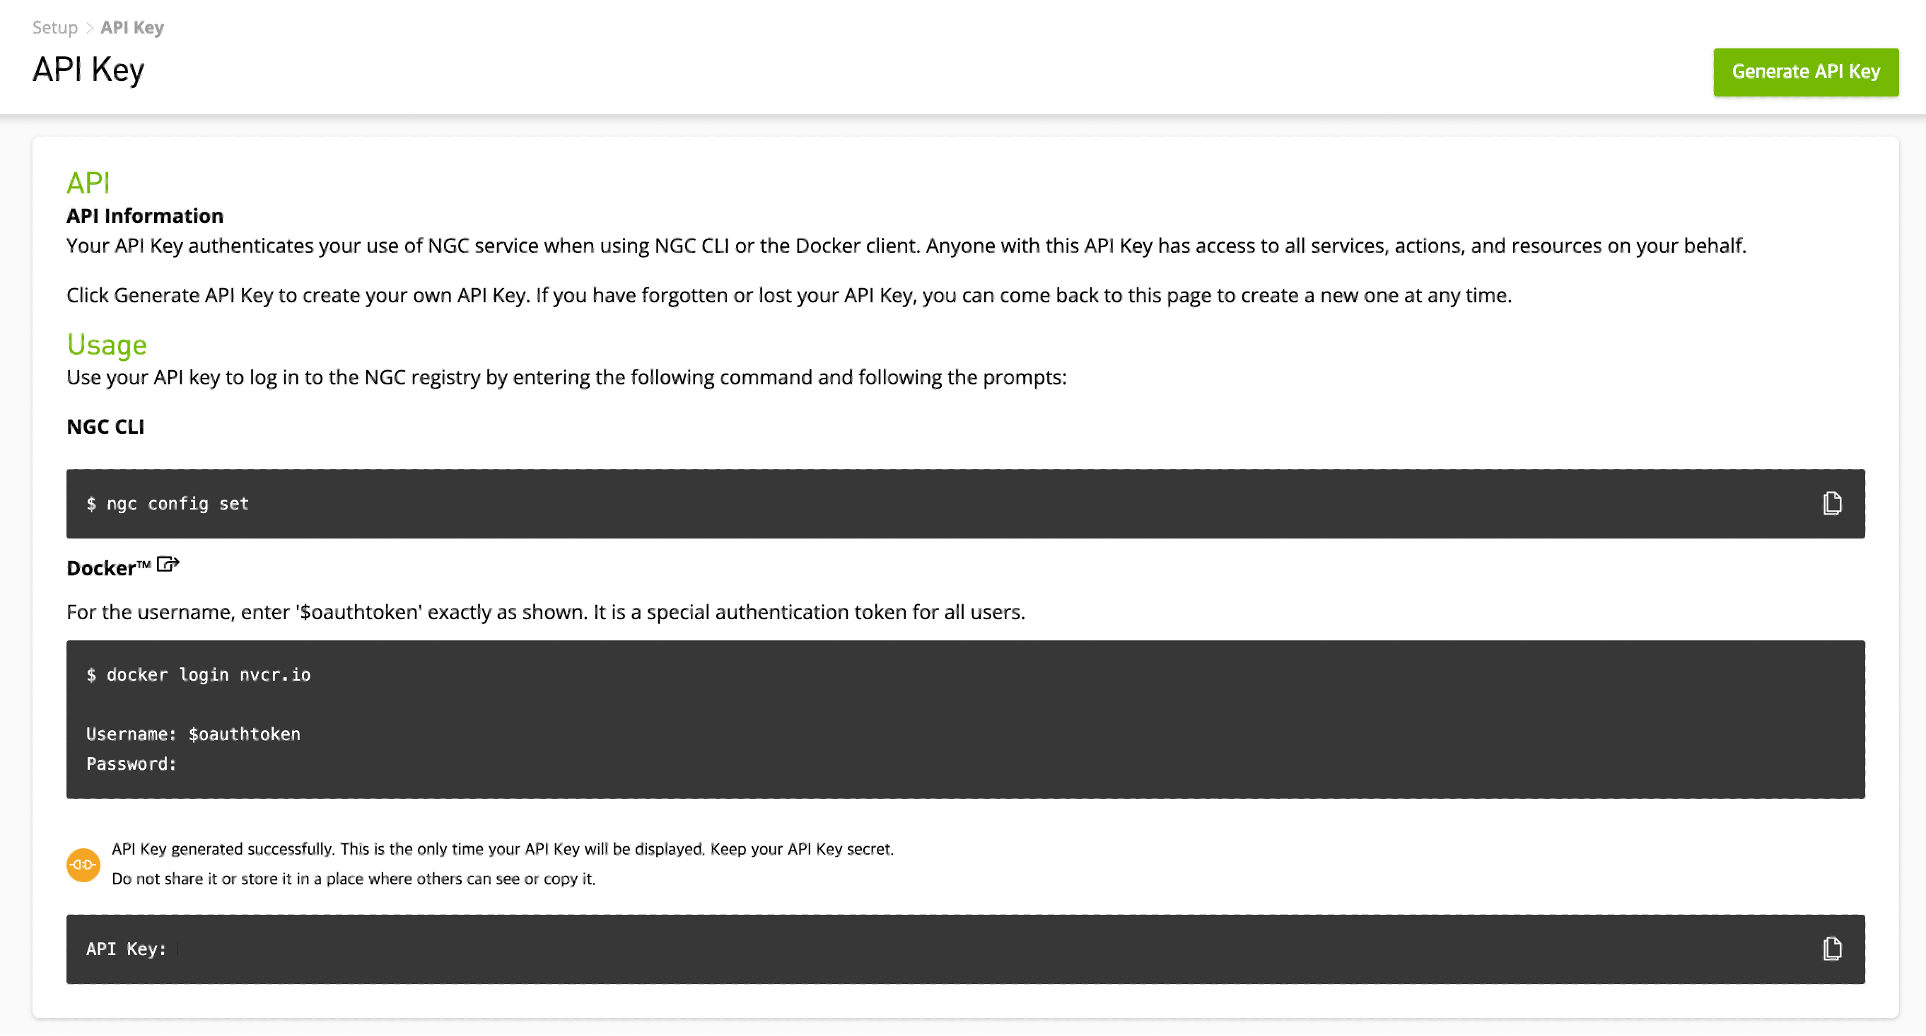 Setup > API Key
API Key
Generate API Key
API
API Information
Your API Key authenticates your use of NGC service when using NGC CLI or the Docker client. Anyone with this API Key has access to all services, actions, and resources on your behalf.
Click Generate API Key to create your own API Key. If you have forgotten or lost your API Key, you can come back to this page to create a new one at any time.
Usage
Use your API key to log in to the NGC registry by entering the following command and following the prompts:
NGC CLI
$ ngc config set
Docker™
For the username, enter '$oauthtoken' exactly as shown. It is a special authentication token for all users.
$ docker login nvcr.io
Username: $oauthtoken
Password:
API Key generated successfully. This is the only time your API Key will be displayed. Keep your API Key secret.
Do not share it or store it in a place where others can see or copy it.
API Key: